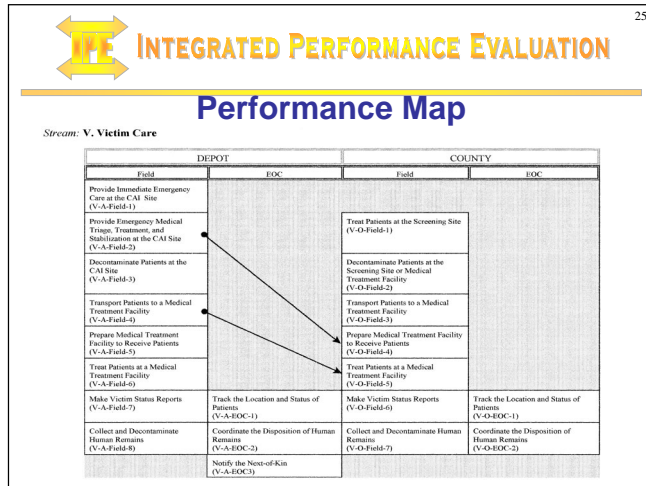 25
IPE
INTEGRATED PERFORMANCE EVALUATION
Performance Map
Stream: V. Victim Care
DEPOT
COUNTY
Field
EOC
Field
EOC
Provide Immediate Emergency
Care at the CAI Site
(V-A-Field-1)
Provide Emergency Medical
Triage, Treatment, and
Stabilization at the CAI Site
(V-A-Field-2)
Treat Patients at the Screening Site
(V-O-Field-1)
Decontaminate Patients at the
CAI Site
(V-A-Field-3)
Decontaminate Patients at the
Screening Site or Medical
Treatment Facility
(V-O-Field-2)
Transport Patients to a Medical
Treatment Facility
(V-A-Field-4)
Transport Patients to a Medical
Treatment Facility
(V-O-Field-3)
Prepare Medical Treatment
Facility to Receive Patients
(V-A-Field-5)
Prepare Medical Treatment Facility
to Receive Patients
(V-O-Field-4)
Treat Patients at a Medical
Treatment Facility
(V-A-Field-6)
Treat Patients at a Medical
Treatment Facility
(V-O-Field-5)
Make Victim Status Reports
(V-A-Field-7)
Track the Location and Status of
Patients
(V-A-EOC-1)
Make Victim Status Reports
(V-O-Field-6)
Track the Location and Status of
Patients
(V-O-EOC-1)
Collect and Decontaminate
Human Remains
(V-A-Field-8)
Coordinate the Disposition of Human
Remains
(V-A-EOC-2)
Collect and Decontaminate Human
Remains
(V-O-Field-7)
Coordinate the Disposition of
Human Remains
(V-O-EOC-2)
Notify the Next-of-Kin
(V-A-EOC3)